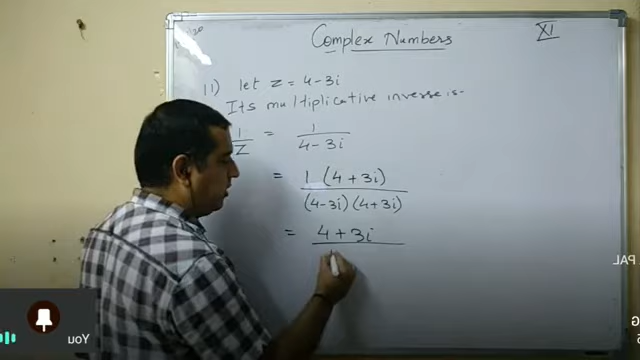 Complex Numbers
XI
11) let z = 4-3i
Its multiplicative inverse is-
1/z = 1/(4-3i)
= 1 (4+3i) / (4-3i) (4+3i)
= 4+3i
You
PAL